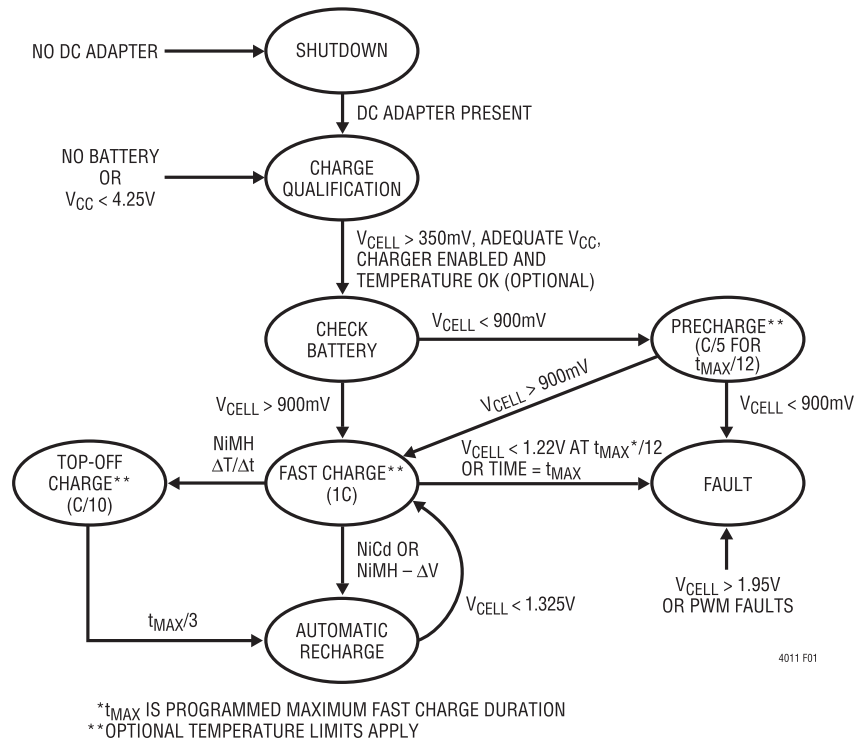 NO DC ADAPTER
SHUTDOWN
DC ADAPTER PRESENT
NO BATTERY
OR
VCC < 4.25V
CHARGE
QUALIFICATION
VCELL > 350mV, ADEQUATE VCC,
CHARGER ENABLED AND
TEMPERATURE OK (OPTIONAL)
CHECK
BATTERY
VCELL < 900mV
PRECHARGE**
(C/5 FOR
tMAX/12)
VCELL > 900mV
VCELL > 900mV
VCELL < 900mV
TOP-OFF
CHARGE**
(C/10)
NiMH
ΔT/Δt
FAST CHARGE**
(1C)
VCELL < 1.22V AT tMAX*/12
OR TIME = tMAX
FAULT
NiCd OR
NiMH – ΔV
VCELL < 1.325V
VCELL > 1.95V
OR PWM FAULTS
tMAX/3
AUTOMATIC
RECHARGE
4011 F01
*tMAX IS PROGRAMMED MAXIMUM FAST CHARGE DURATION
**OPTIONAL TEMPERATURE LIMITS APPLY